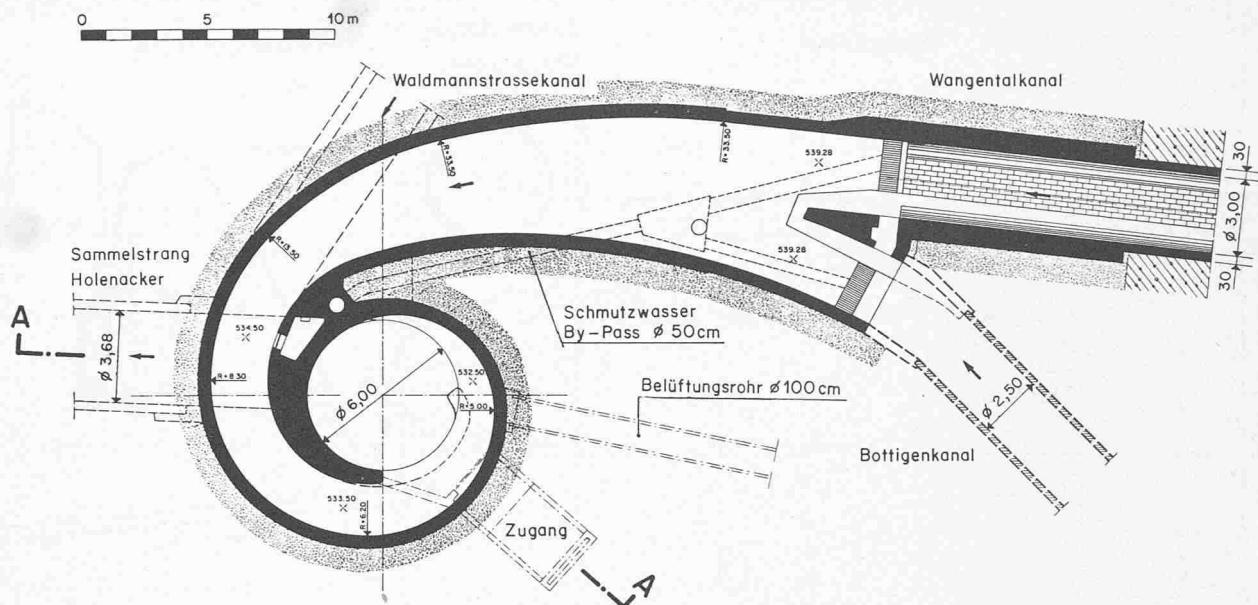 0 5 10 m
Waldmannstrassekanal
Wangentalkanal
R=33.50
R=33.50
539.28
30
Ø 3,00
30
Sammelstrang
Holenacker
R=13.50
539.28
A
Ø 3,68
534.50
Schmutzwasser
By-Pass Ø 50cm
R=8.30
Ø 6,00
532.50
R=5.00
Belüftungsrohr Ø 100cm
Ø 2,50
Bottigenkanal
533.50
R=6.20
Zugang
A